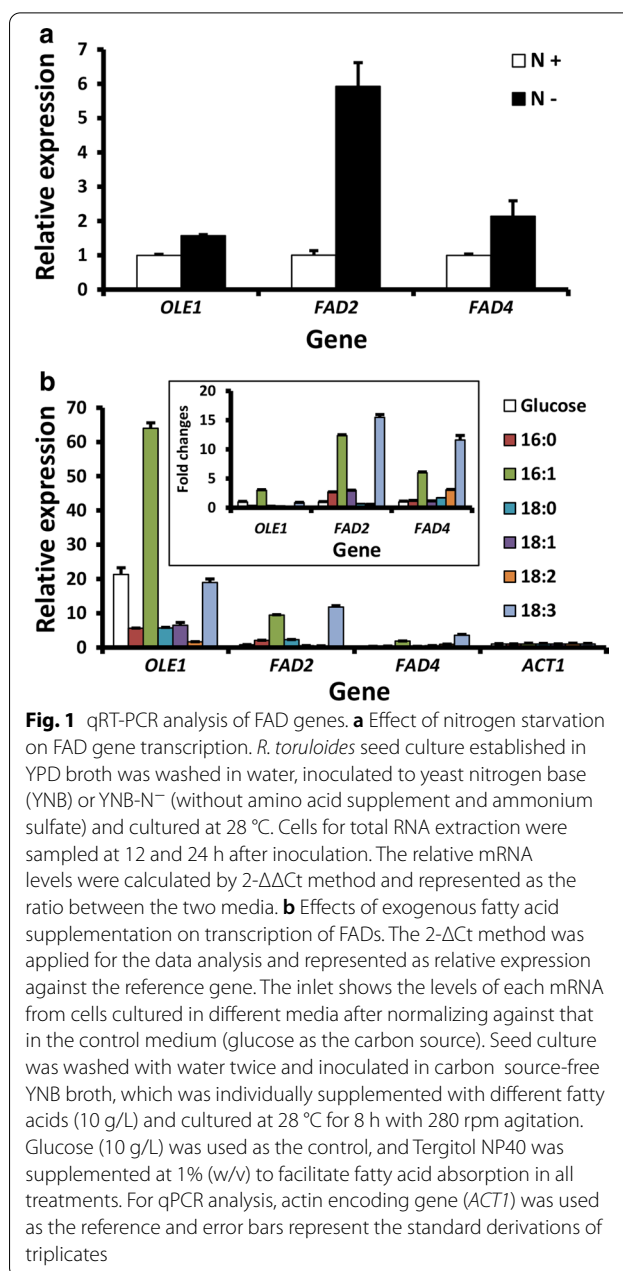 a
7
6
5
4
3
2
1
0
Relative expression
N +
N -
OLE1 FAD2 FAD4
Gene
b
70
60
50
40
30
20
10
0
Relative expression
20
15
10
5
0
Fold changes
OLE1 FAD2 FAD4
Gene
Glucose
16:0
16:1
18:0
18:1
18:2
18:3
OLE1 FAD2 FAD4 ACT1
Gene
Fig. 1 qRT-PCR analysis of FAD genes. a Effect of nitrogen starvation
on FAD gene transcription. R. toruloides seed culture established in
YPD broth was washed in water, inoculated to yeast nitrogen base
(YNB) or YNB-N⁻ (without amino acid supplement and ammonium
sulfate) and cultured at 28 °C. Cells for total RNA extraction were
sampled at 12 and 24 h after inoculation. The relative mRNA
levels were calculated by 2-ΔΔCt method and represented as the
ratio between the two media. b Effects of exogenous fatty acid
supplementation on transcription of FADs. The 2-ΔCt method was
applied for the data analysis and represented as relative expression
against the reference gene. The inlet shows the levels of each mRNA
from cells cultured in different media after normalizing against that
in the control medium (glucose as the carbon source). Seed culture
was washed with water twice and inoculated in carbon source-free
YNB broth, which was individually supplemented with different fatty
acids (10 g/L) and cultured at 28 °C for 8 h with 280 rpm agitation.
Glucose (10 g/L) was used as the control, and Tergitol NP40 was
supplemented at 1% (w/v) to facilitate fatty acid absorption in all
treatments. For qPCR analysis, actin encoding gene (ACT1) was used
as the reference and error bars represent the standard derivations of
triplicates